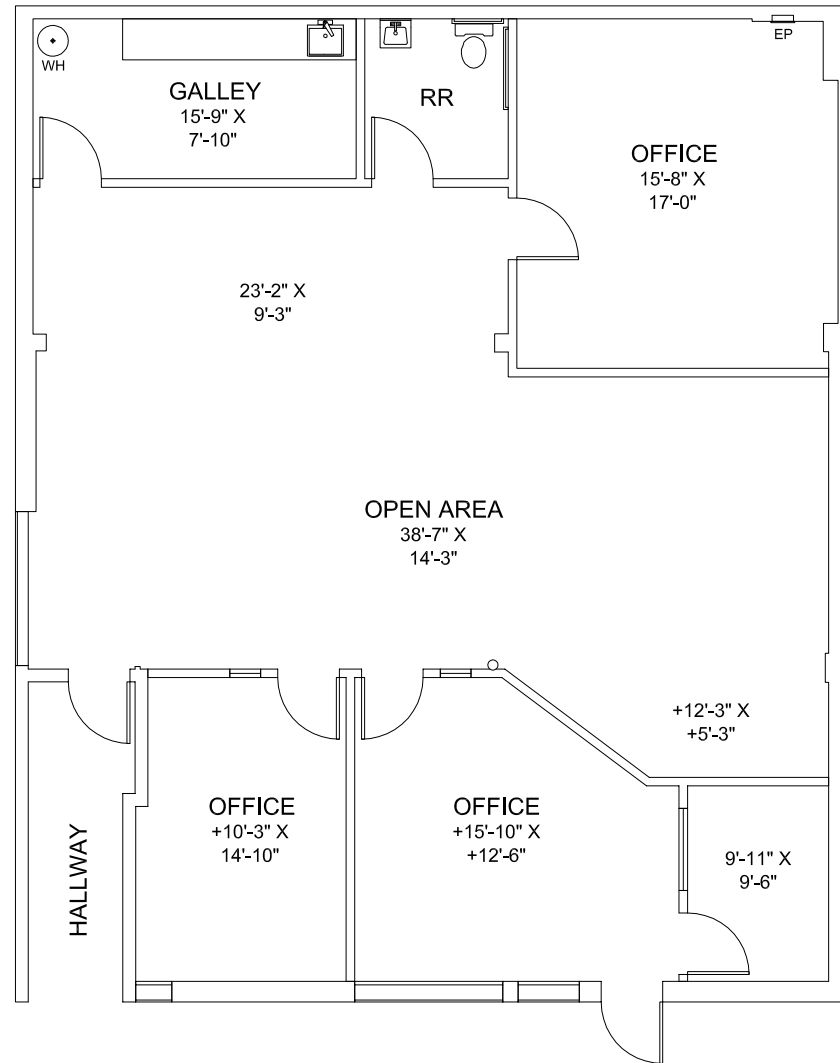 EP
WH
GALLEY
15'-9" X
7'-10"
RR
OFFICE
15'-8" X
17'-0"
23'-2" X
9'-3"
OPEN AREA
38'-7" X
14'-3"
+12'-3" X
+5'-3"
OFFICE
+10'-3" X
14'-10"
OFFICE
+15'-10" X
+12'-6"
9'-11" X
9'-6"
HALLWAY